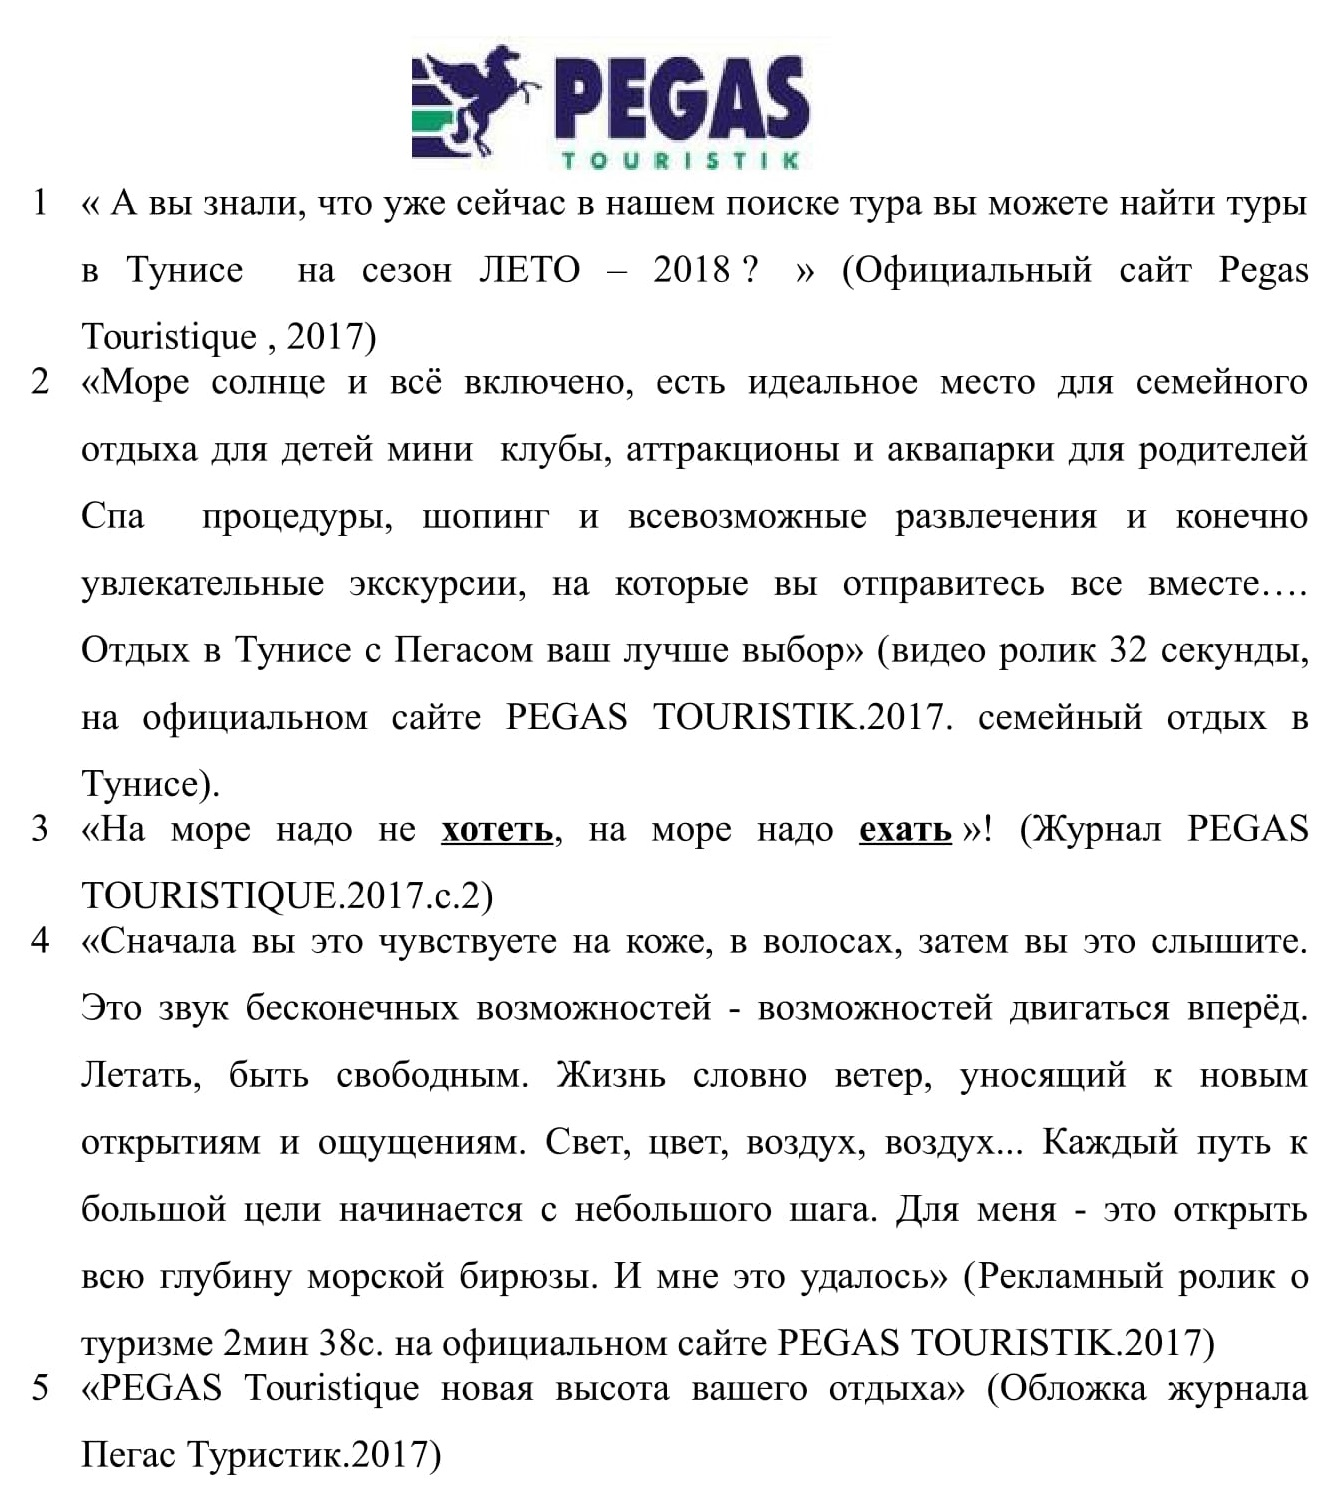 PEGAS
TOURISTIK
1 « А вы знали, что уже сейчас в нашем поиске тура вы можете найти туры
в Тунисе на сезон ЛЕТО – 2018 ? » (Официальный сайт Pegas
Touristique , 2017)
2 «Море солнце и всё включено, есть идеальное место для семейного
отдыха для детей мини клубы, аттракционы и аквапарки для родителей
Спа процедуры, шопинг и всевозможные развлечения и конечно
увлекательные экскурсии, на которые вы отправитесь все вместе….
Отдых в Тунисе с Пегасом ваш лучше выбор» (видео ролик 32 секунды,
на официальном сайте PEGAS TOURISTIK.2017. семейный отдых в
Тунисе).
3 «На море надо не хотеть, на море надо ехать »! (Журнал PEGAS
TOURISTIQUE.2017.с.2)
4 «Сначала вы это чувствуете на коже, в волосах, затем вы это слышите.
Это звук бесконечных возможностей - возможностей двигаться вперёд.
Летать, быть свободным. Жизнь словно ветер, уносящий к новым
открытиям и ощущениям. Свет, цвет, воздух, воздух... Каждый путь к
большой цели начинается с небольшого шага. Для меня - это открыть
всю глубину морской бирюзы. И мне это удалось» (Рекламный ролик о
туризме 2мин 38с. на официальном сайте PEGAS TOURISTIK.2017)
5 «PEGAS Touristique новая высота вашего отдыха» (Обложка журнала
Пегас Туристик.2017)